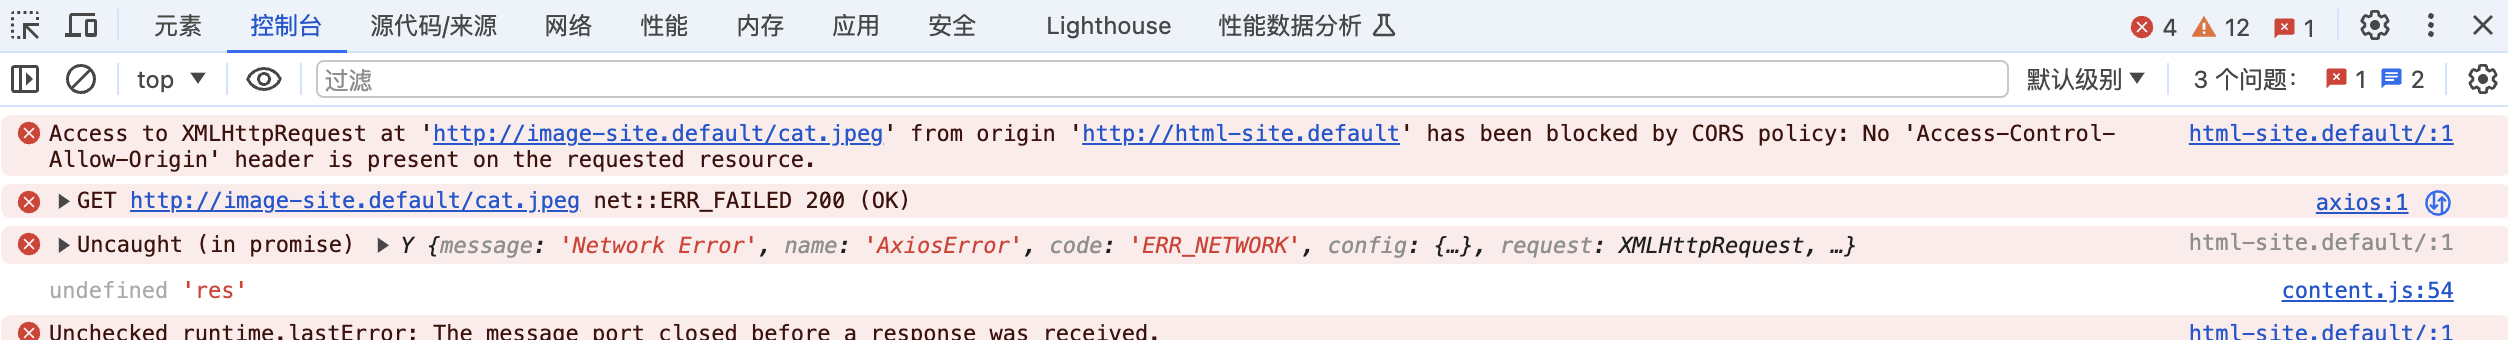 元素 控制台 源代码/来源 网络 性能 内存 应用 安全 Lighthouse 性能数据分析 4 12 1
top 过滤 默认级别 3 个问题: 1 2
Access to XMLHttpRequest at 'http://image-site.default/cat.jpeg' from origin 'http://html-site.default' has been blocked by CORS policy: No 'Access-Control- html-site.default/:1
Allow-Origin' header is present on the requested resource.
GET http://image-site.default/cat.jpeg net::ERR_FAILED 200 (OK) axios:1
Uncaught (in promise) Y {message: 'Network Error', name: 'AxiosError', code: 'ERR_NETWORK', config: {…}, request: XMLHttpRequest, …} html-site.default/:1
undefined 'res' content.js:54
Unchecked runtime.lastError: The message port closed before a response was received. html-site.default/:1